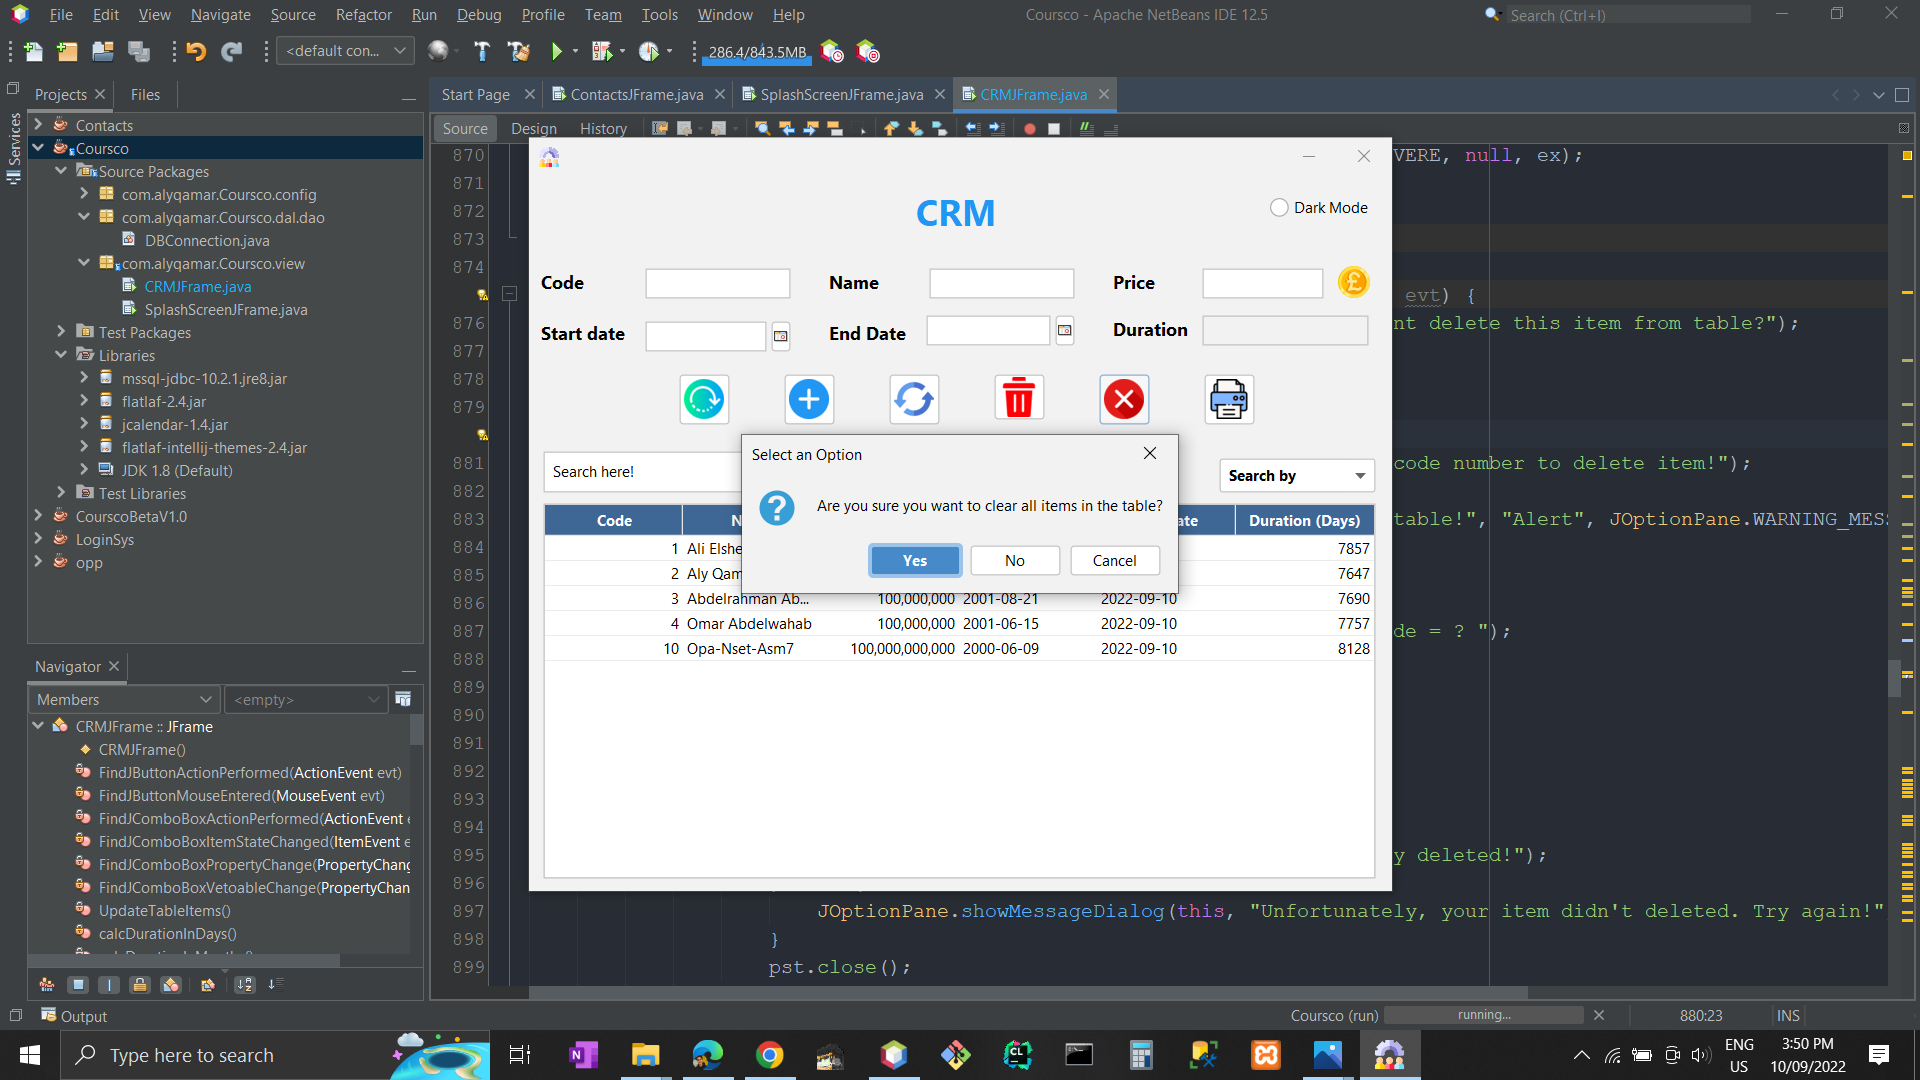 File Edit View Navigate Source Refactor Run Debug Profile Team Tools Window Help
Coursco - Apache NetBeans IDE 12.5
Search (Ctrl+I)
<default con...
286.4/843.5MB
Projects Files
Services
Start Page ContactsJFrame.java SplashScreenJFrame.java CRMJFrame.java
Source Design History
Contacts
Coursco
Source Packages
com.alyqamar.Coursco.config
com.alyqamar.Coursco.dal.dao
DBConnection.java
com.alyqamar.Coursco.view
CRMJFrame.java
SplashScreenJFrame.java
Test Packages
Libraries
mssql-jdbc-10.2.1.jre8.jar
flatlaf-2.4.jar
jcalendar-1.4.jar
flatlaf-intellij-themes-2.4.jar
JDK 1.8 (Default)
Test Libraries
CourscoBetaV1.0
LoginSys
opp
Navigator
Members <empty>
CRMJFrame :: JFrame
CRMJFrame()
FindJButtonActionPerformed(ActionEvent evt)
FindJButtonMouseEntered(MouseEvent evt)
FindJComboBoxActionPerformed(ActionEvent
FindJComboBoxItemStateChanged(ItemEvent
FindJComboBoxPropertyChange(PropertyChang
FindJComboBoxVetoableChange(PropertyChan
UpdateTableItems()
calcDurationInDays()
870 VERE, null, ex);
871
872
873
874
evt) {
876 nt delete this item from table?");
877
878
879
881 code number to delete item!");
882
883 table!", "Alert", JOptionPane.WARNING_MESS
884
885
886
887 de = ? ");
888
889
890
891
892
893
894
895 y deleted!");
896
897 JOptionPane.showMessageDialog(this, "Unfortunately, your item didn't deleted. Try again!"
898 }
899 pst.close();
CRM
Dark Mode
Code Name Price
Start date End Date Duration
Search here!
Search by
Code N ate Duration (Days)
1 Ali Elshe 7857
2 Aly Qam 7647
3 Abdelrahman Ab... 100,000,000 2001-08-21 2022-09-10 7690
4 Omar Abdelwahab 100,000,000 2001-06-15 2022-09-10 7757
10 Opa-Nset-Asm7 100,000,000,000 2000-06-09 2022-09-10 8128
Select an Option
Are you sure you want to clear all items in the table?
Yes No Cancel
Output
Coursco (run) running... 880:23 INS
Type here to search
ENG
US
3:50 PM
10/09/2022